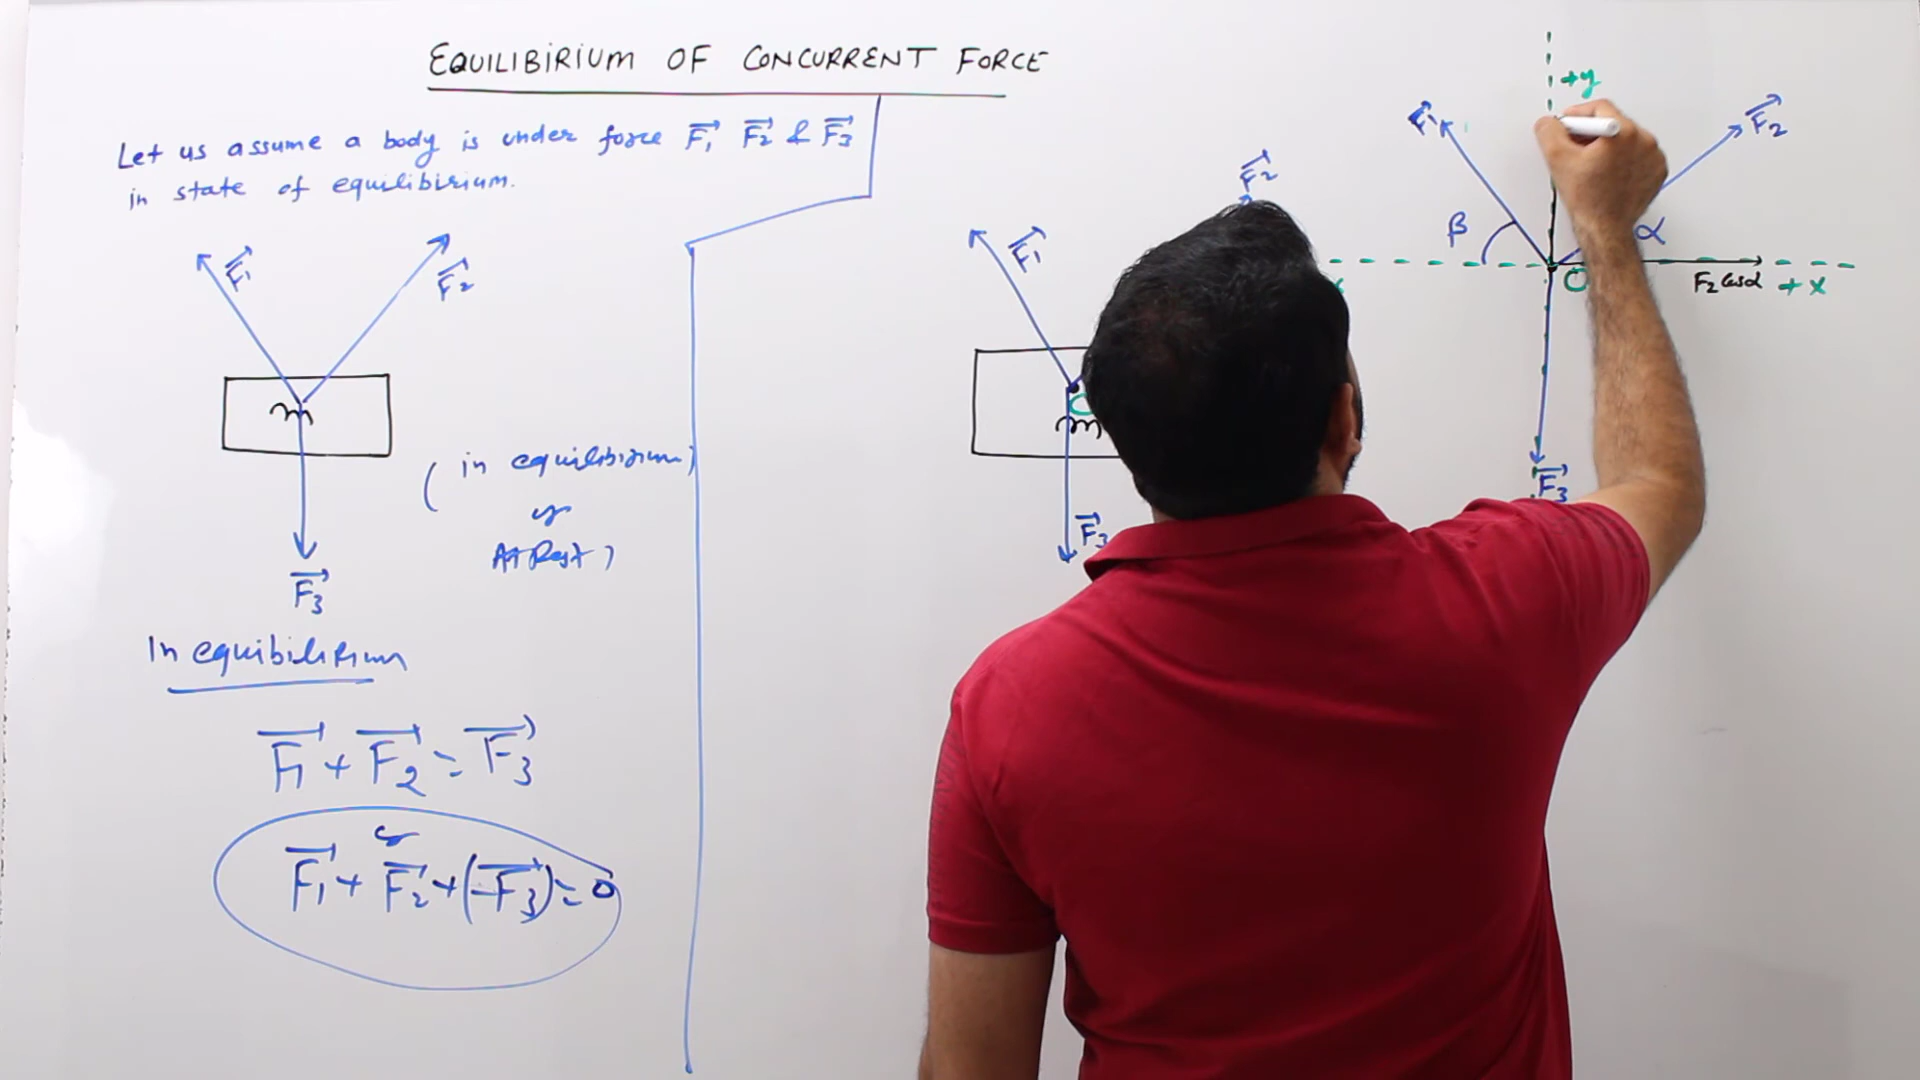 EQUILIBIRIUM OF CONCURRENT FORCE
Let us assume a body is under force F₁ F₂ & F₃
in state of equilibirium.
F₁
F₂
m
F₃
( in equilibirium)
or
At Rest )
In equibilirium
F₁ + F₂ = F₃
or
F₁ + F₂ + (-F₃) = 0
F₁
F₂
O
m
F₃
+y
F₁
F₂
β
α
O
F₂ Cosα
+x
x
F₃